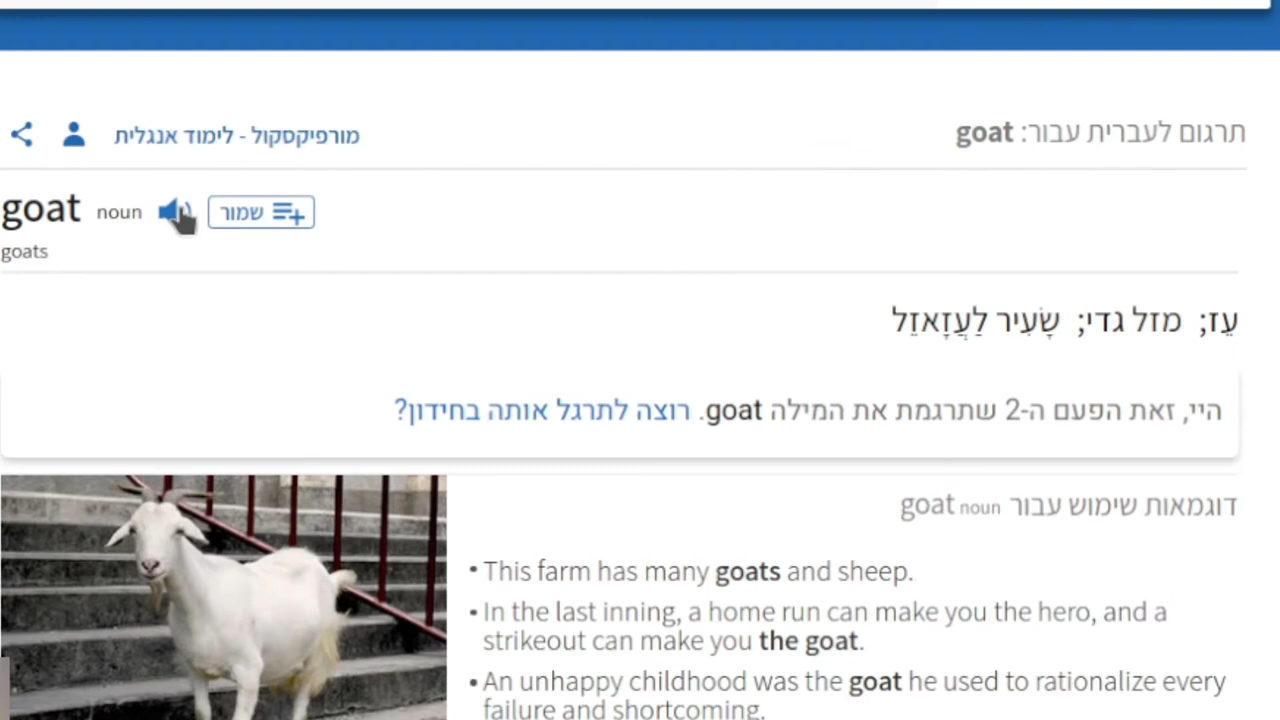 תרגום לעברית עבור: goat
מורפיקסקול - לימוד אנגלית
goat noun שמור
goats
עֵז; מזל גדי; שָׂעִיר לַעֲזָאזֵל
היי, זאת הפעם ה-2 שתרגמת את המילה goat. רוצה לתרגל אותה בחידון?
דוגמאות שימוש עבור goat noun
• This farm has many goats and sheep.
• In the last inning, a home run can make you the hero, and a
strikeout can make you the goat.
• An unhappy childhood was the goat he used to rationalize every
failure and shortcoming.